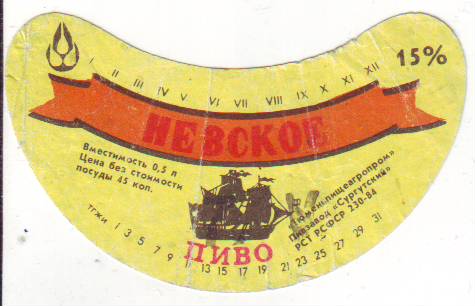 15%
I II III IV V VI VII VIII IX X XI XII
НЕВСКОЕ
Вместимость 0,5 л
Цена без стоимости
посуды 45 коп.
Тюменьпищеагропром»
Пивзавод «Сургутский»
РСТ РСФСР 230-84
ПИВО
1 3 5 7 9 11 13 15 17 19 21 23 25 27 29 31